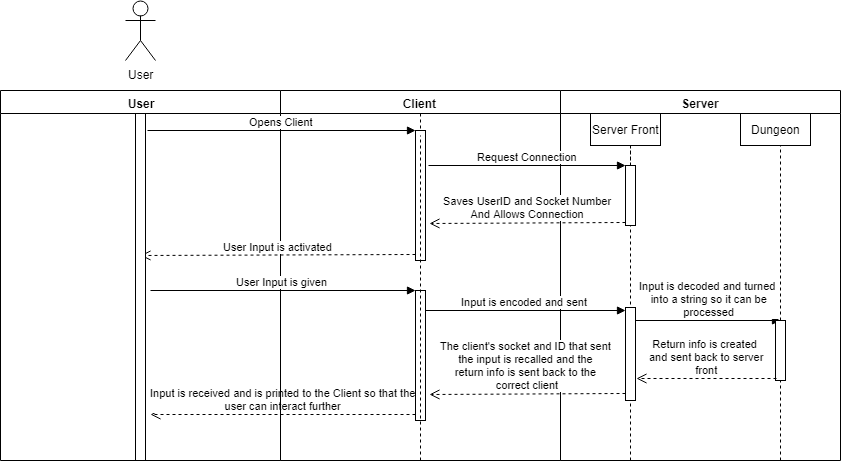 User
User
Client
Server
Opens Client
Server Front
Dungeon
Request Connection
Saves UserID and Socket Number
And Allows Connection
User Input is activated
User Input is given
Input is decoded and turned
into a string so it can be
processed
Input is encoded and sent
The client's socket and ID that sent
the input is recalled and the
return info is sent back to the
correct client
Return info is created
and sent back to server
front
Input is received and is printed to the Client so that the
user can interact further